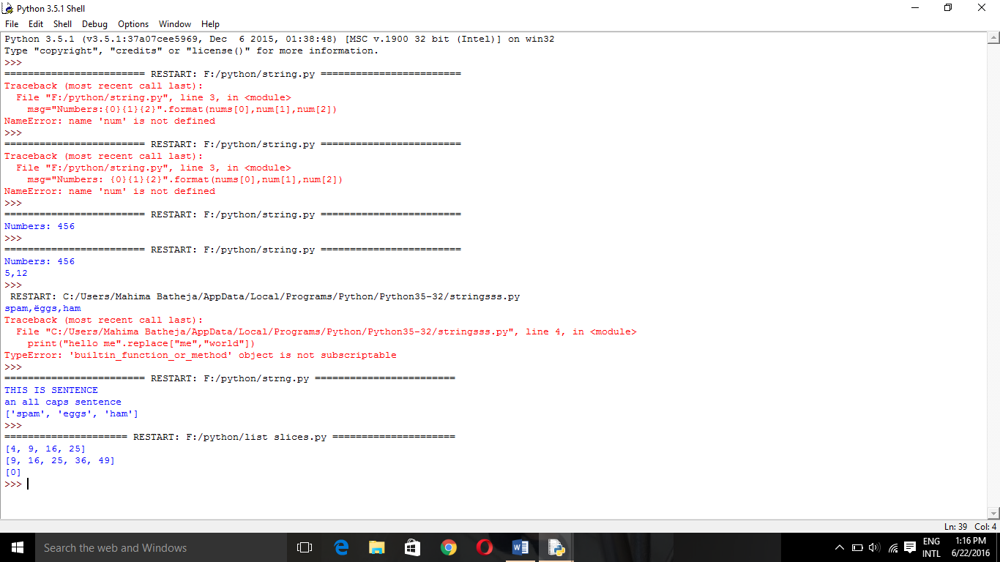 Python 3.5.1 Shell
File Edit Shell Debug Options Window Help
Python 3.5.1 (v3.5.1:37a07cee5969, Dec  6 2015, 01:38:48) [MSC v.1900 32 bit (Intel)] on win32
Type "copyright", "credits" or "license()" for more information.
>>>
======================== RESTART: F:/python/string.py ========================
Traceback (most recent call last):
  File "F:/python/string.py", line 3, in <module>
    msg="Numbers:{0}{1}{2}".format(nums[0],num[1],num[2])
NameError: name 'num' is not defined
>>>
======================== RESTART: F:/python/string.py ========================
Traceback (most recent call last):
  File "F:/python/string.py", line 3, in <module>
    msg="Numbers: {0}{1}{2}".format(nums[0],num[1],num[2])
NameError: name 'num' is not defined
>>>
======================== RESTART: F:/python/string.py ========================
Numbers: 456
>>>
======================== RESTART: F:/python/string.py ========================
Numbers: 456
5,12
>>>
 RESTART: C:/Users/Mahima Batheja/AppData/Local/Programs/Python/Python35-32/stringsss.py
spam,ëggs,ham
Traceback (most recent call last):
  File "C:/Users/Mahima Batheja/AppData/Local/Programs/Python/Python35-32/stringsss.py", line 4, in <module>
    print("hello me".replace["me","world"])
TypeError: 'builtin_function_or_method' object is not subscriptable
>>>
======================== RESTART: F:/python/strng.py ========================
THIS IS SENTENCE
an all caps sentence
['spam', 'eggs', 'ham']
>>>
===================== RESTART: F:/python/list slices.py =====================
[4, 9, 16, 25]
[9, 16, 25, 36, 49]
[0]
>>>
Ln: 39 Col: 4
Search the web and Windows
ENG
INTL
1:16 PM
6/22/2016